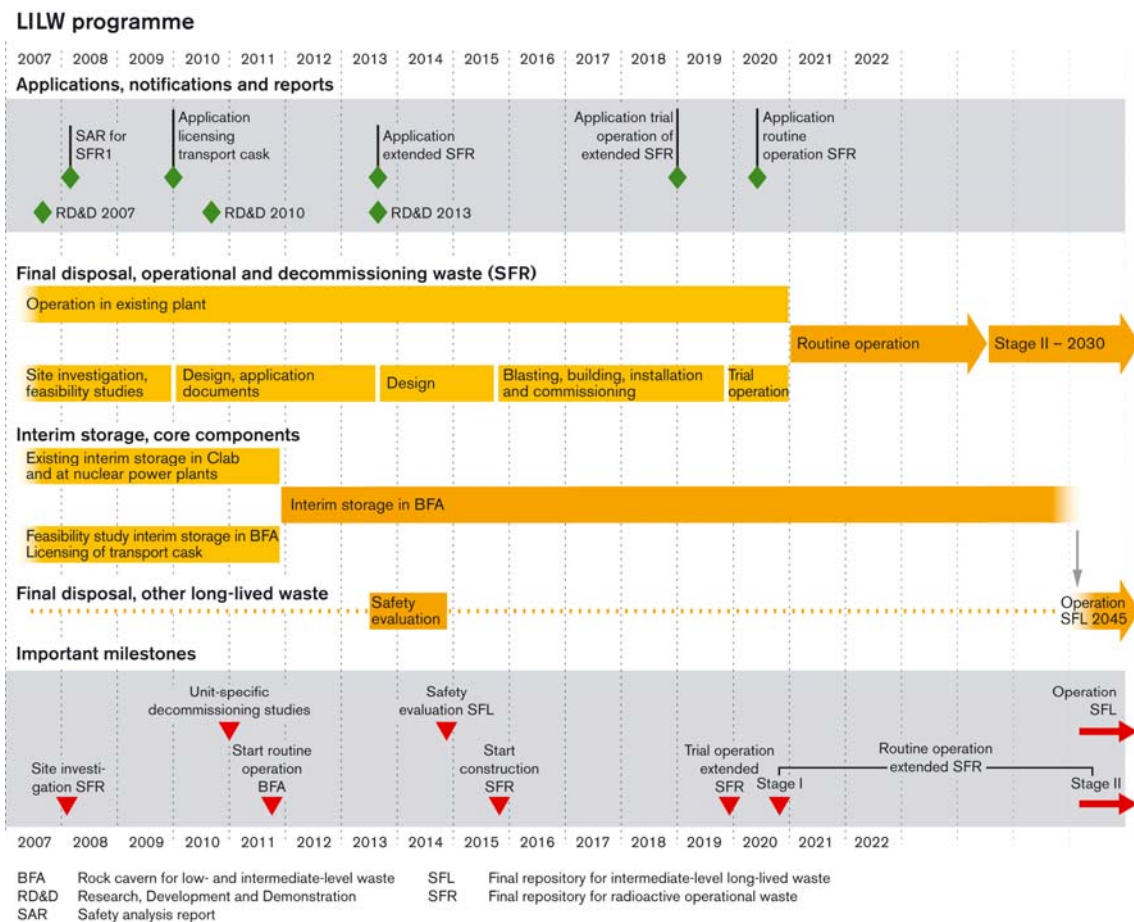 LILW programme
2007 2008 2009 2010 2011 2012 2013 2014 2015 2016 2017 2018 2019 2020 2021 2022
Applications, notifications and reports
SAR for
SFR1
Application
licensing
transport cask
Application
extended SFR
Application trial
operation of
extended SFR
Application
routine
operation SFR
RD&D 2007
RD&D 2010
RD&D 2013
Final disposal, operational and decommissioning waste (SFR)
Operation in existing plant
Routine operation
Stage II – 2030
Site investigation,
feasibility studies
Design, application
documents
Design
Blasting, building, installation
and commissioning
Trial
operation
Interim storage, core components
Existing interim storage in Clab
and at nuclear power plants
Interim storage in BFA
Feasibility study interim storage in BFA
Licensing of transport cask
Final disposal, other long-lived waste
Safety
evaluation
Operation
SFL 2045
Important milestones
Unit-specific
decommissioning studies
Safety
evaluation SFL
Operation
SFL
Site investi-
gation SFR
Start routine
operation
BFA
Start
construction
SFR
Trial operation
extended
SFR
Stage I
Routine operation
extended SFR
Stage II
2007 2008 2009 2010 2011 2012 2013 2014 2015 2016 2017 2018 2019 2020 2021 2022
BFA Rock cavern for low- and intermediate-level waste
RD&D Research, Development and Demonstration
SAR Safety analysis report
SFL Final repository for intermediate-level long-lived waste
SFR Final repository for radioactive operational waste